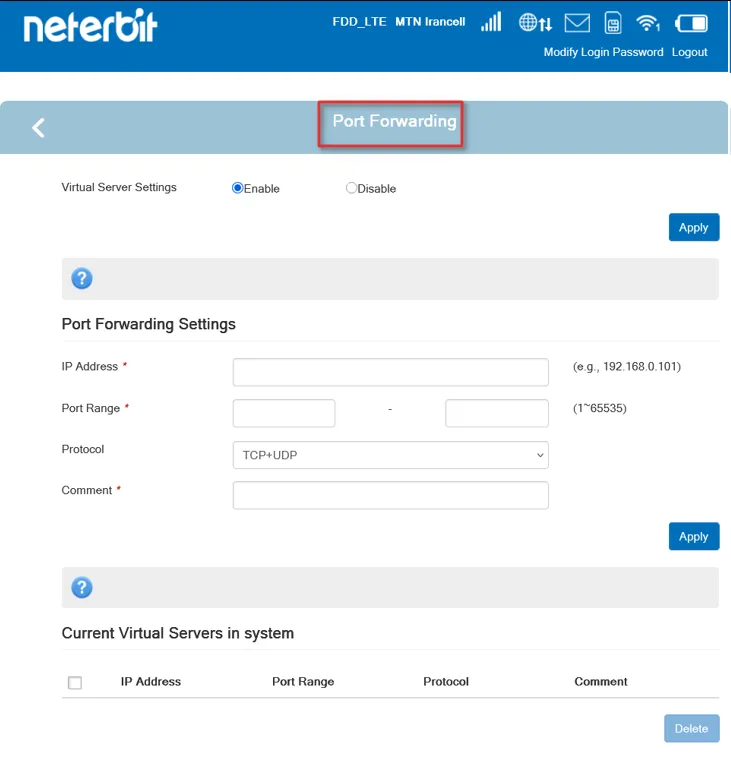 neterbit
FDD_LTE MTN Irancell 1
Modify Login Password Logout
Port Forwarding
Virtual Server Settings Enable Disable
Apply
?
Port Forwarding Settings
IP Address * (e.g., 192.168.0.101)
Port Range * - (1~65535)
Protocol TCP+UDP
Comment *
Apply
?
Current Virtual Servers in system
IP Address Port Range Protocol Comment
Delete